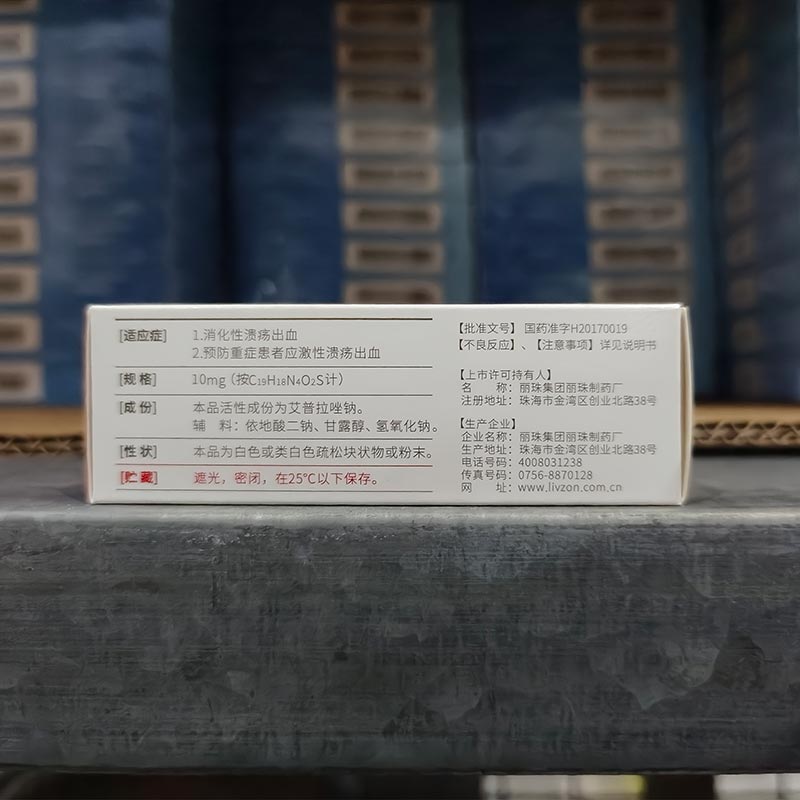 [适应症] 1.消化性溃疡出血
2.预防重症患者应激性溃疡出血
[规格] 10mg（按C₁₉H₁₈N₄O₂S计）
[成份] 本品活性成份为艾普拉唑钠。
辅 料：依地酸二钠、甘露醇、氢氧化钠。
[性状] 本品为白色或类白色疏松块状物或粉末。
[贮藏] 遮光，密闭，在25°C以下保存。
【批准文号】 国药准字H20170019
【不良反应】、【注意事项】详见说明书
【上市许可持有人】
名 称：丽珠集团丽珠制药厂
注册地址：珠海市金湾区创业北路38号
【生产企业】
企业名称：丽珠集团丽珠制药厂
生产地址：珠海市金湾区创业北路38号
电话号码：4008031238
传真号码：0756-8870128
网 址：www.livzon.com.cn